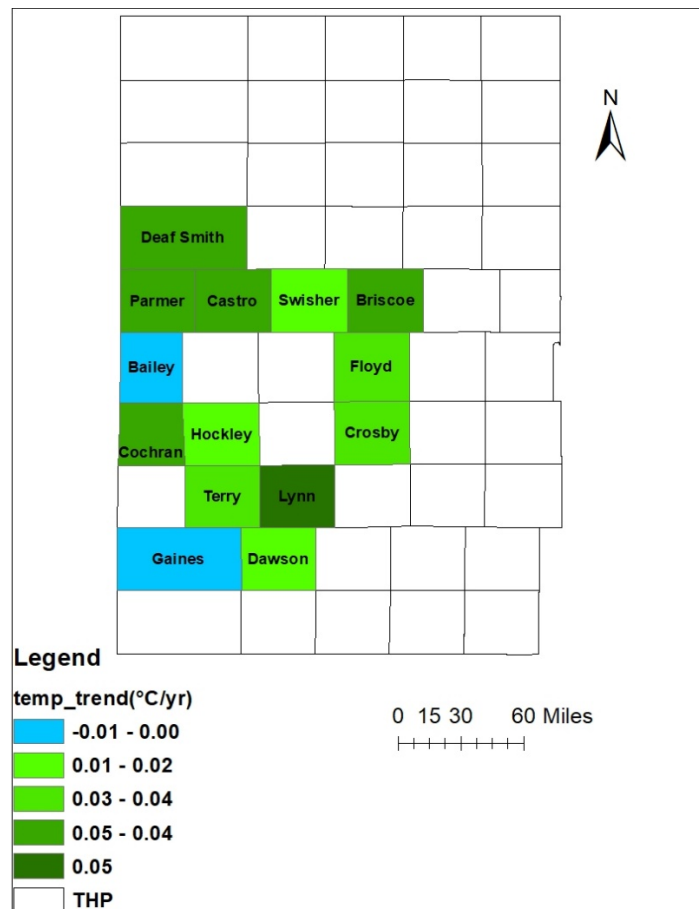 N
Deaf Smith
Parmer Castro Swisher Briscoe
Bailey Floyd
Cochran Hockley Crosby
Terry Lynn
Gaines Dawson
Legend
temp_trend(°C/yr)
-0.01 - 0.00
0.01 - 0.02
0.03 - 0.04
0.05 - 0.04
0.05
THP
0 15 30 60 Miles